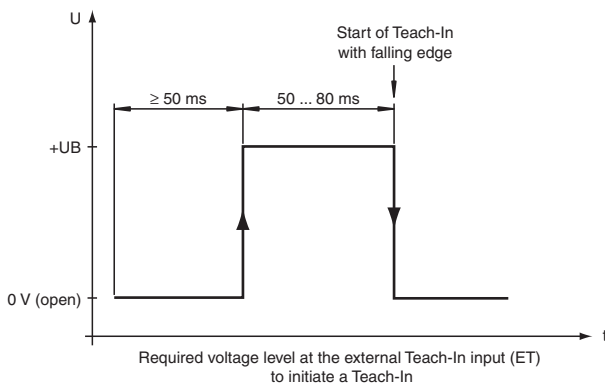 U
Start of Teach-In
with falling edge
≥ 50 ms
50 ... 80 ms
+UB
0 V (open)
t
Required voltage level at the external Teach-In input (ET)
to initiate a Teach-In